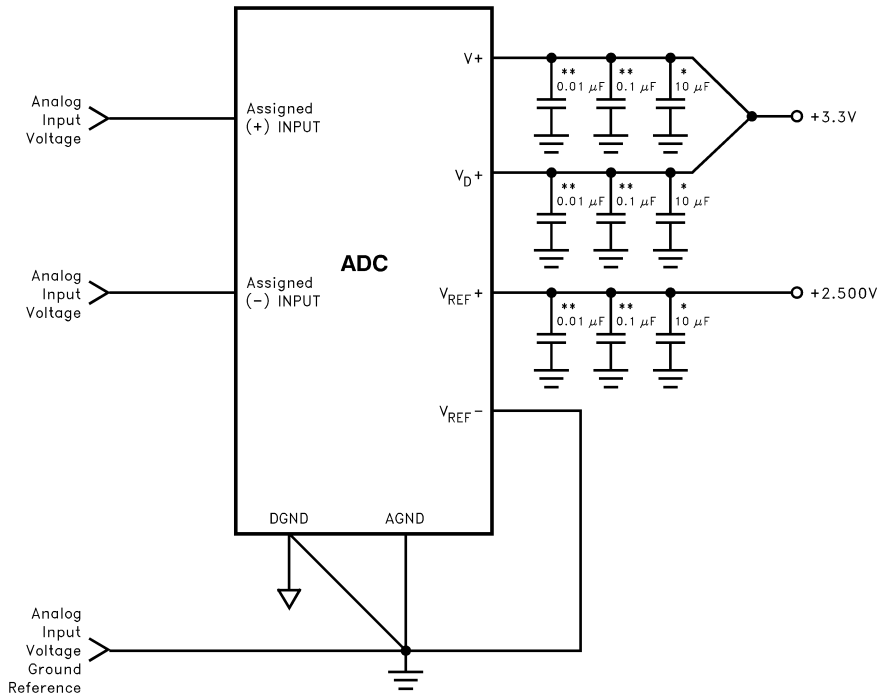 Analog
Input
Voltage
Assigned
(+) INPUT
V+
**
0.01 μF
**
0.1 μF
*
10 μF
+3.3V
VD+
**
0.01 μF
**
0.1 μF
*
10 μF
ADC
Analog
Input
Voltage
Assigned
(−) INPUT
VREF+
**
0.01 μF
**
0.1 μF
*
10 μF
+2.500V
VREF−
DGND
AGND
Analog
Input
Voltage
Ground
Reference